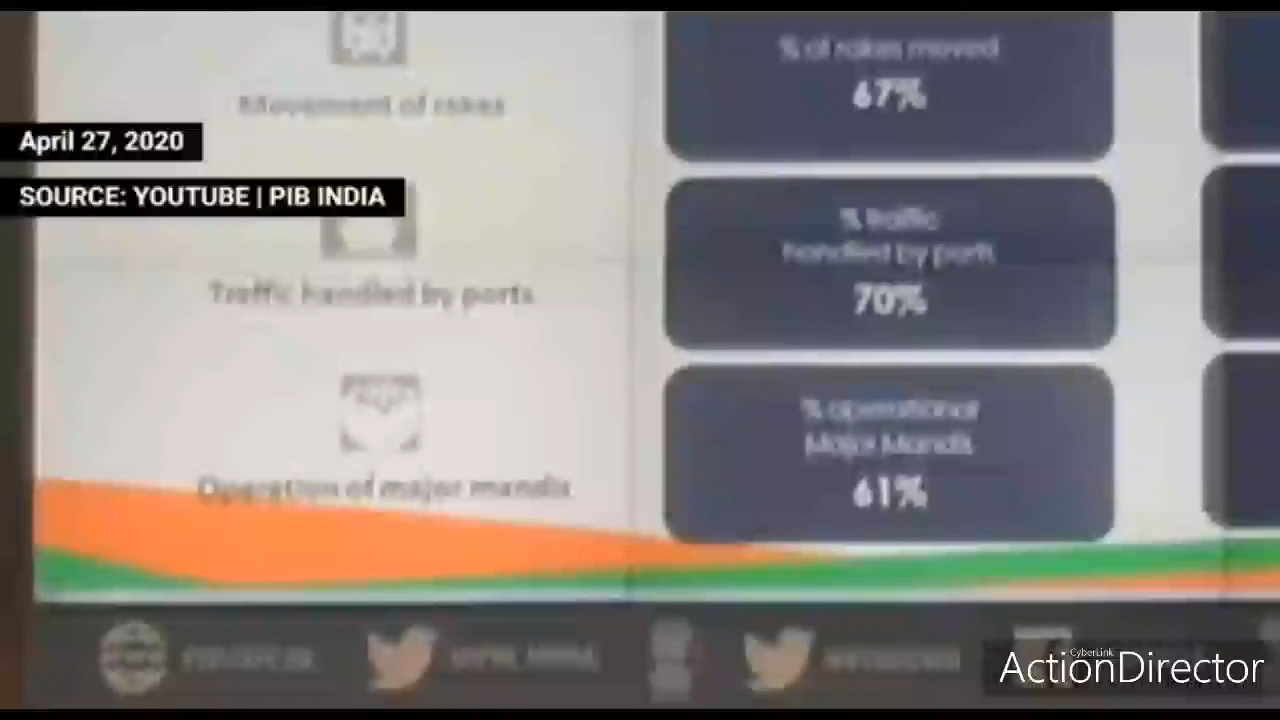 % of rakes moved
67%
Movement of rakes
April 27, 2020
SOURCE: YOUTUBE | PIB INDIA
% traffic
handled by ports
70%
Traffic handled by ports
% operational
Major Mandis
61%
Operation of major mandis
CyberLink
ActionDirector